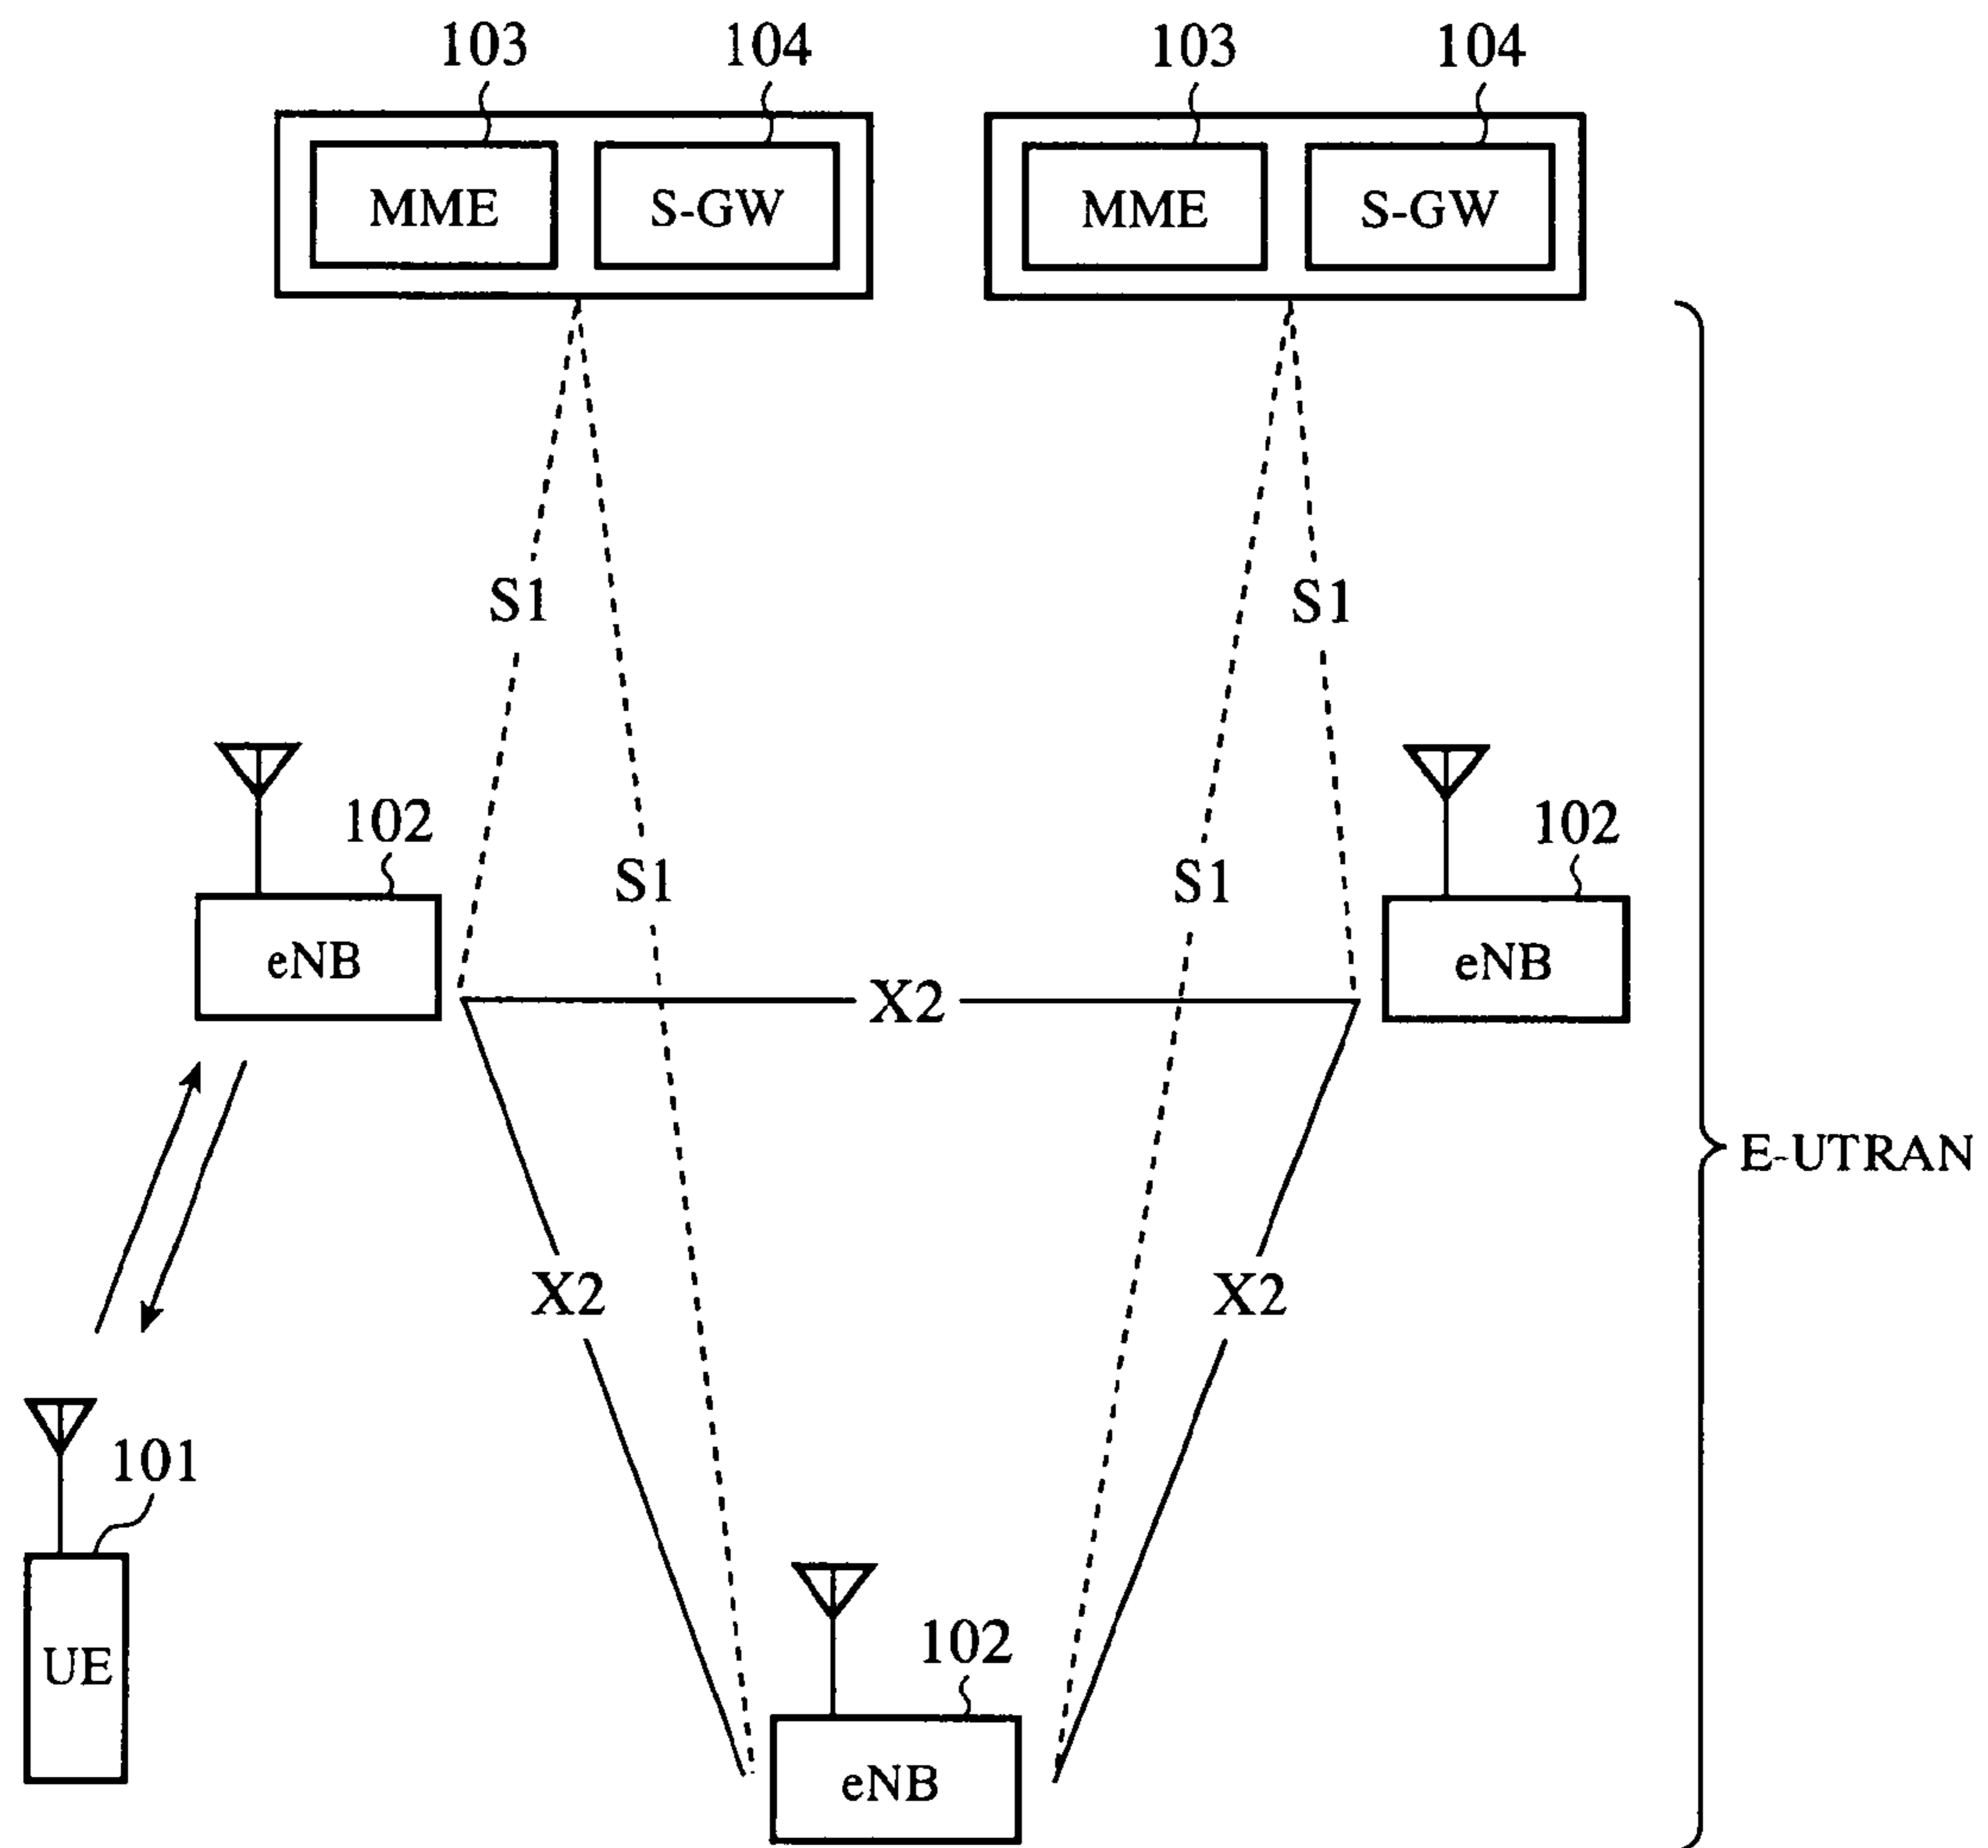 103 104 103 104
MME S-GW MME S-GW
S1 S1
102 102
S1 S1
eNB eNB
X2
E-UTRAN
X2 X2
101
102
UE
eNB